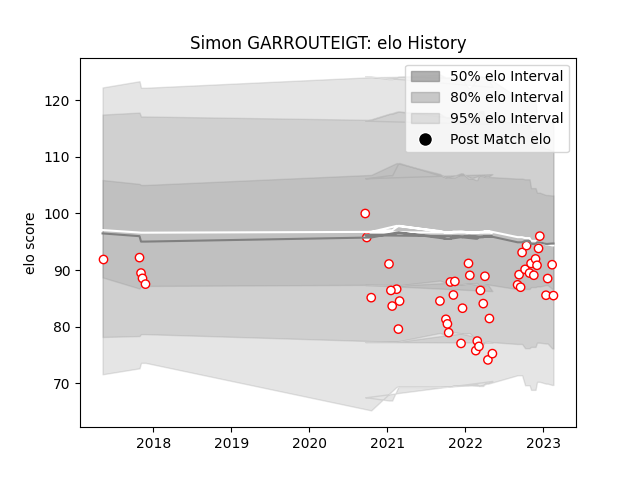 Simon GARROUTEIGT: elo History
50% elo Interval
80% elo Interval
95% elo Interval
Post Match elo
elo score
120
110
100
90
80
70
2018 2019 2020 2021 2022 2023